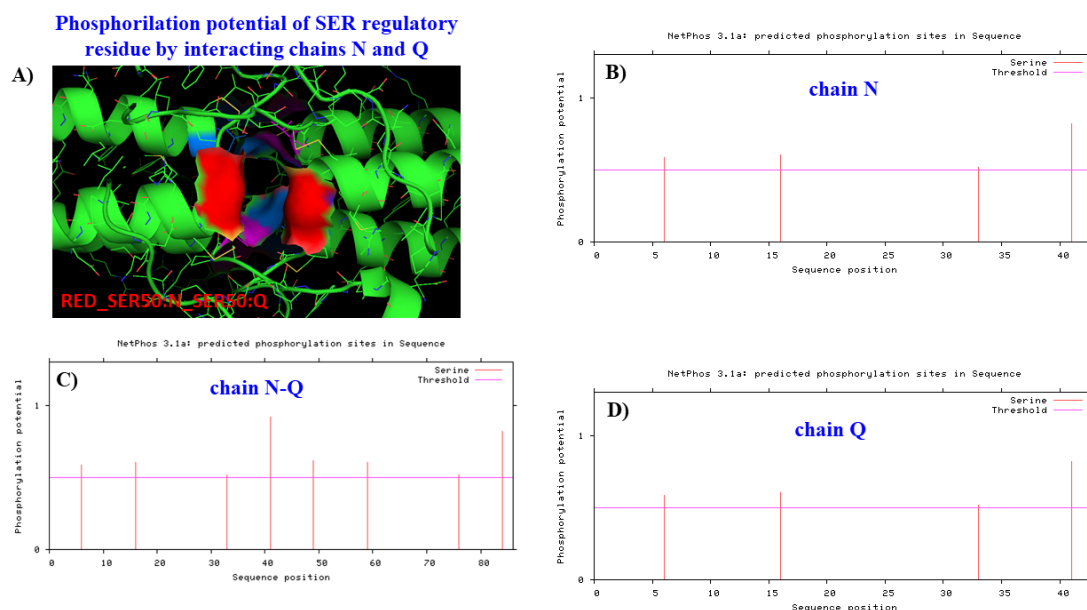 Phosphorilation potential of SER regulatory
residue by interacting chains N and Q
A)
RED_SER50:N_SER50:Q
NetPhos 3.1a: predicted phosphorylation sites in Sequence
B)
chain N
Serine
Threshold
Phosphorylation potential
1
0
0 5 10 15 20 25 30 35 40
Sequence position
NetPhos 3.1a: predicted phosphorylation sites in Sequence
C)
chain N-Q
Serine
Threshold
Phosphorylation potential
1
0
0 10 20 30 40 50 60 70 80
Sequence position
NetPhos 3.1a: predicted phosphorylation sites in Sequence
D)
chain Q
Serine
Threshold
Phosphorylation potential
1
0
0 5 10 15 20 25 30 35 40
Sequence position